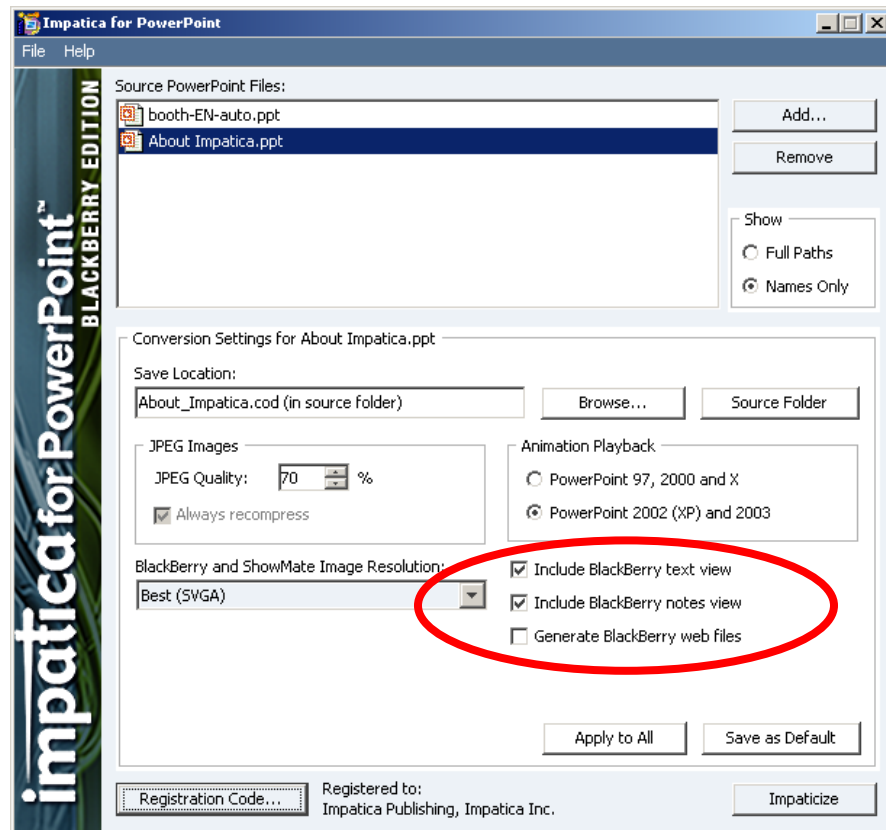 Impatica for PowerPoint
File Help
impatica for PowerPoint™
BLACKBERRY EDITION
Source PowerPoint Files:
booth-EN-auto.ppt
About Impatica.ppt
Add...
Remove
Show
Full Paths
Names Only
Conversion Settings for About Impatica.ppt
Save Location:
About_Impatica.cod (in source folder)
Browse...
Source Folder
JPEG Images
JPEG Quality: 70 %
Always recompress
Animation Playback
PowerPoint 97, 2000 and X
PowerPoint 2002 (XP) and 2003
BlackBerry and ShowMate Image Resolution:
Best (SVGA)
Include BlackBerry text view
Include BlackBerry notes view
Generate BlackBerry web files
Apply to All
Save as Default
Registration Code...
Registered to:
Impatica Publishing, Impatica Inc.
Impaticize